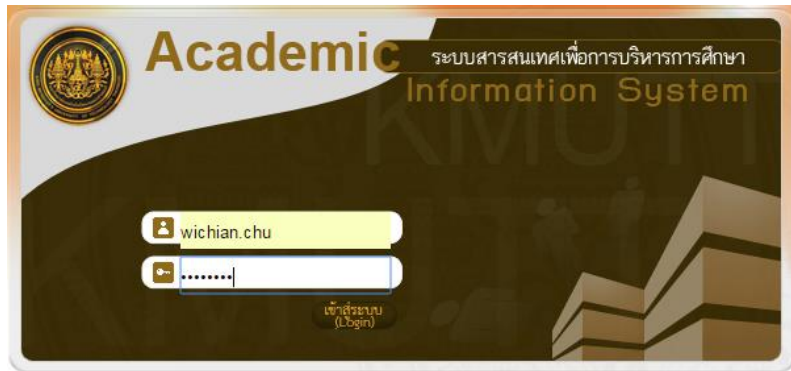 Academic
ระบบสารสนเทศเพื่อการบริหารการศึกษา
Information System
KMUTT
KMUTT
wichian.chu
••••••••
เข้าสู่ระบบ
(Login)